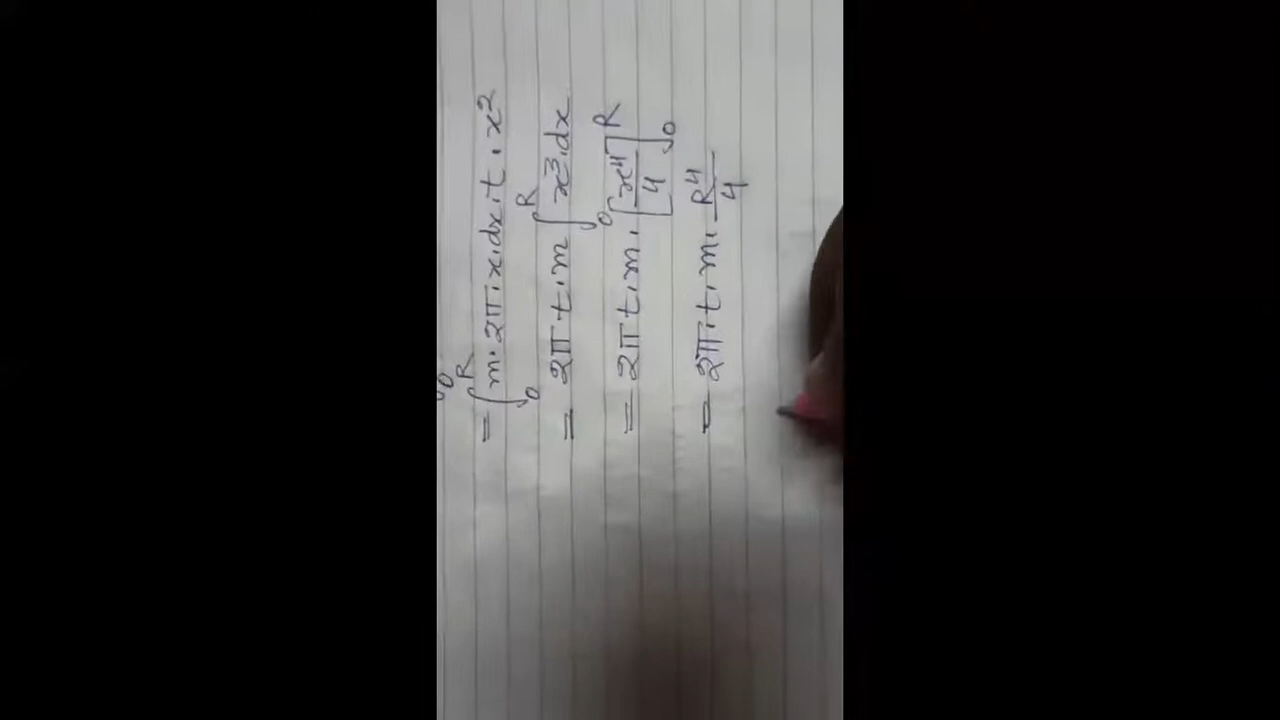 = ∫₀ᴿ m · 2π · x · dx · t · x²
= 2π t · m ∫₀ᴿ x³ · dx
= 2π t · m · [x⁴/4]₀ᴿ
= 2π · t · m · R⁴/4